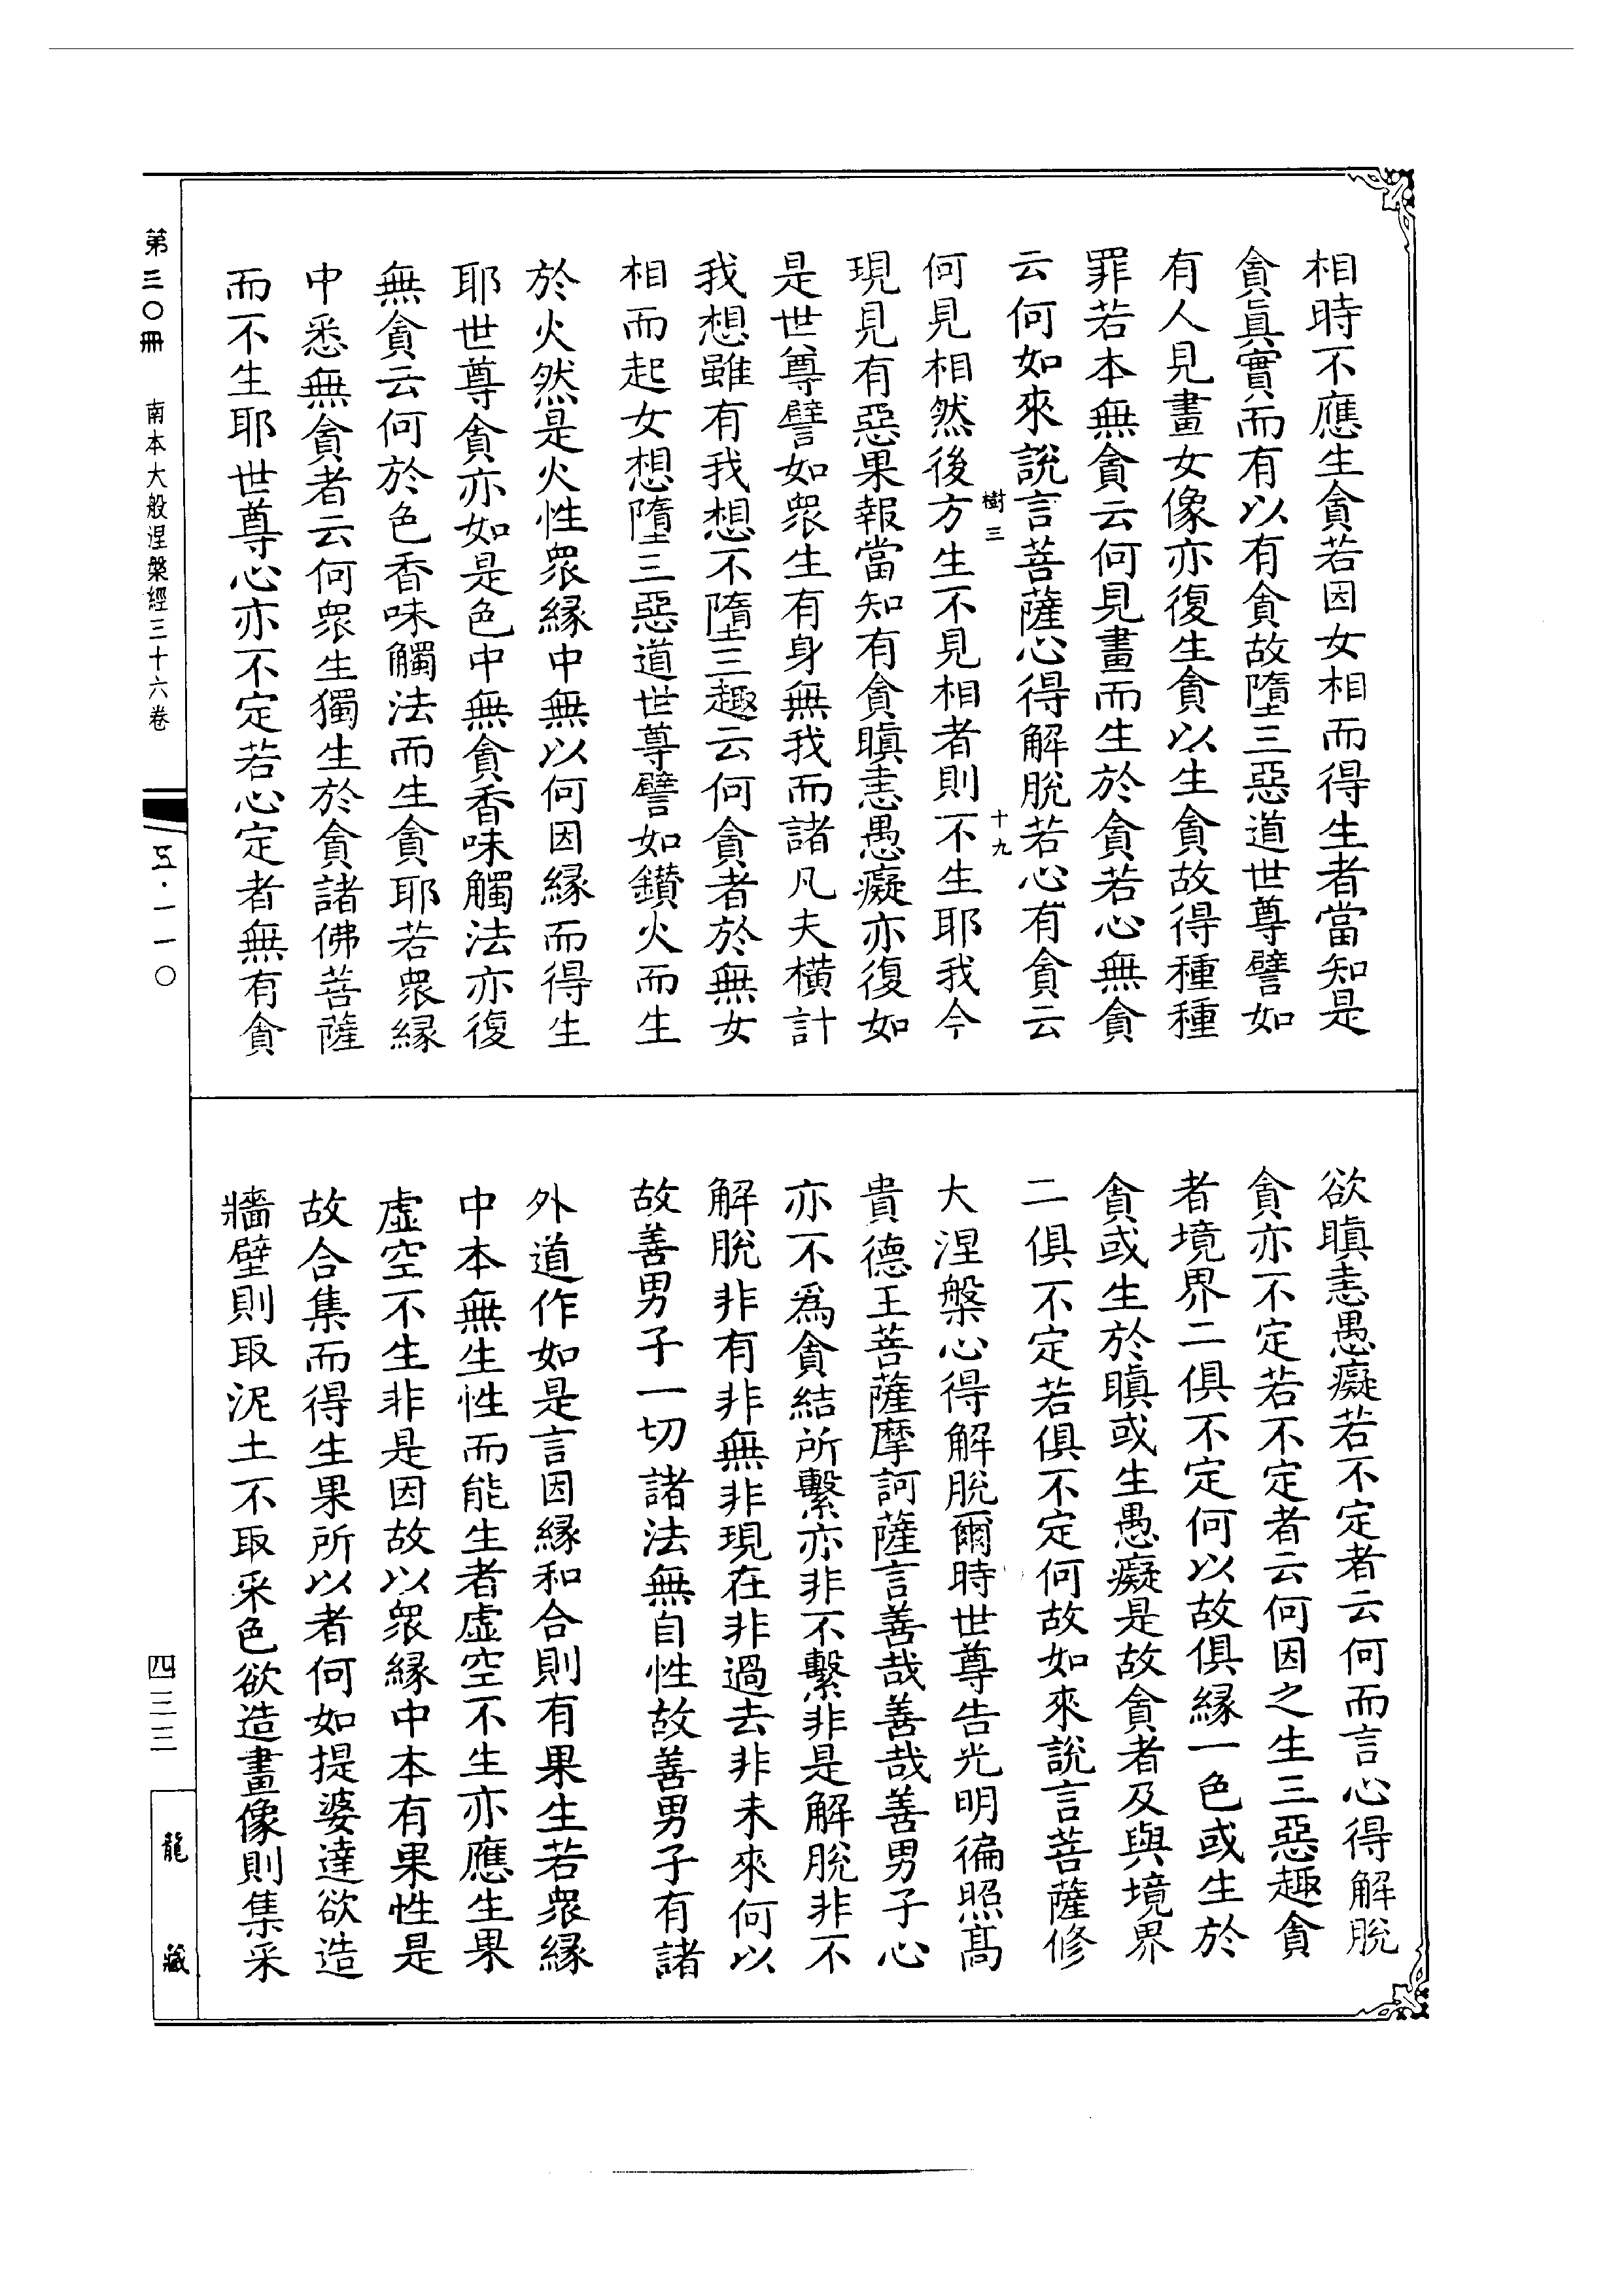 相時不應生貪若因女相而得生者當知是
貪眞實而有以有貪故墮三惡道世尊譬如
有人見畫女像亦復生貪以生貪故得種種
罪若本無貪云何見畫而生於貪若心無貪
云何如來說言菩薩心得解脫若心有貪云
樹三
十九
何見相然後方生不見相者則不生耶我今
現見有惡果報當知有貪瞋恚愚癡亦復如
是世尊譬如眾生有身無我而諸凡夫橫計
我想雖有我想不墮三趣云何貪者於無女
相而起女想墮三惡道世尊譬如鑚火而生
於火然是火性眾緣中無以何因緣而得生
耶世尊貪亦如是色中無貪香味觸法亦復
無貪云何於色香味觸法而生貪耶若眾緣
中悉無貪者云何眾生獨生於貪諸佛菩薩
而不生耶世尊心亦不定若心定者無有貪
欲瞋恚愚癡若不定者云何而言心得解脫
貪亦不定若不定者云何因之生三惡趣貪
者境界二俱不定何以故俱緣一色或生於
貪或生於瞋或生愚癡是故貪者及與境界
二俱不定若俱不定何故如來說言菩薩修
大涅槃心得解脫爾時世尊告光明徧照髙
貴德王菩薩摩訶薩言善哉善哉善男子心
亦不爲貪結所繫亦非不繫非是解脫非不
解脫非有非無非現在非過去非未來何以
故善男子一切諸法無自性故善男子有諸
外道作如是言因緣和合則有果生若眾緣
中本無生性而能生者虛空不生亦應生果
虛空不生非是因故以眾緣中本有果性是
故合集而得生果所以者何如提婆達欲造
牆壁則取泥土不取采色欲造畫像則集采
第三〇冊
南本大般涅槃經三十六卷
五·一一〇
四三三
龍藏